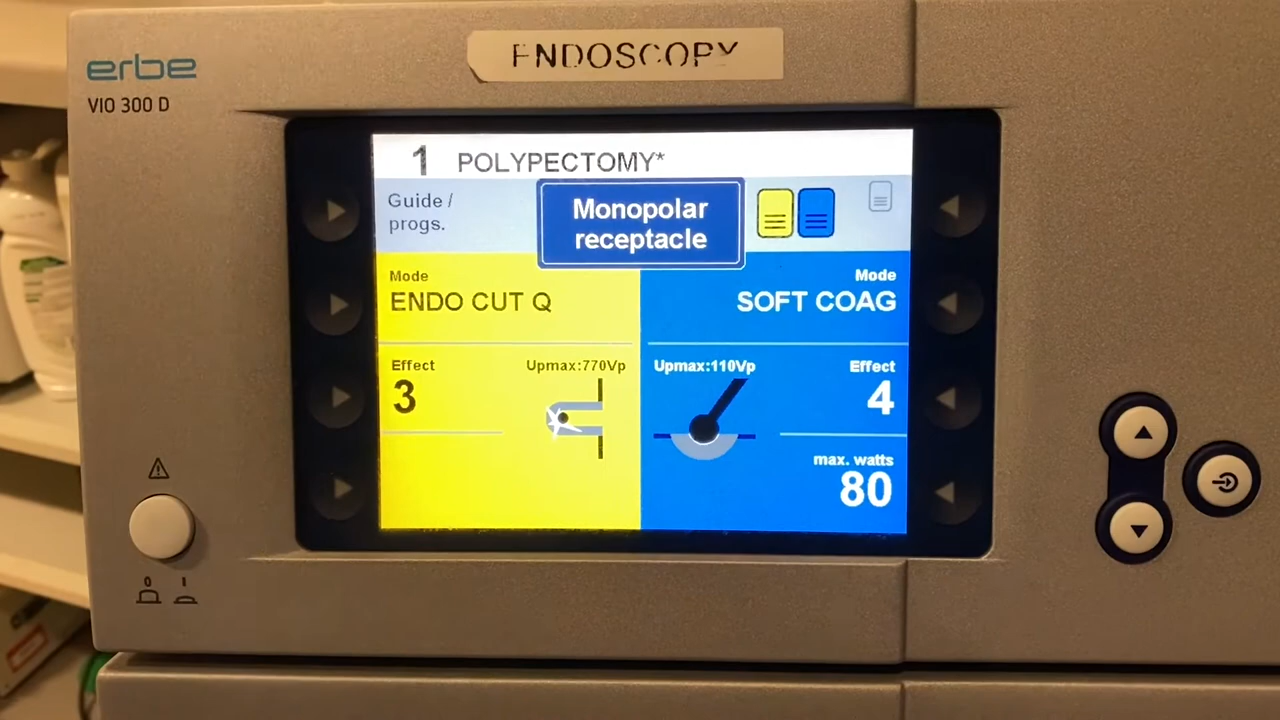 ENDOSCOPY
erbe
VIO 300 D
1 POLYPECTOMY*
Guide /
progs.
Monopolar
receptacle
Mode
ENDO CUT Q
Mode
SOFT COAG
Effect
3
Upmax:770Vp
Upmax:110Vp
Effect
4
max. watts
80
0 I